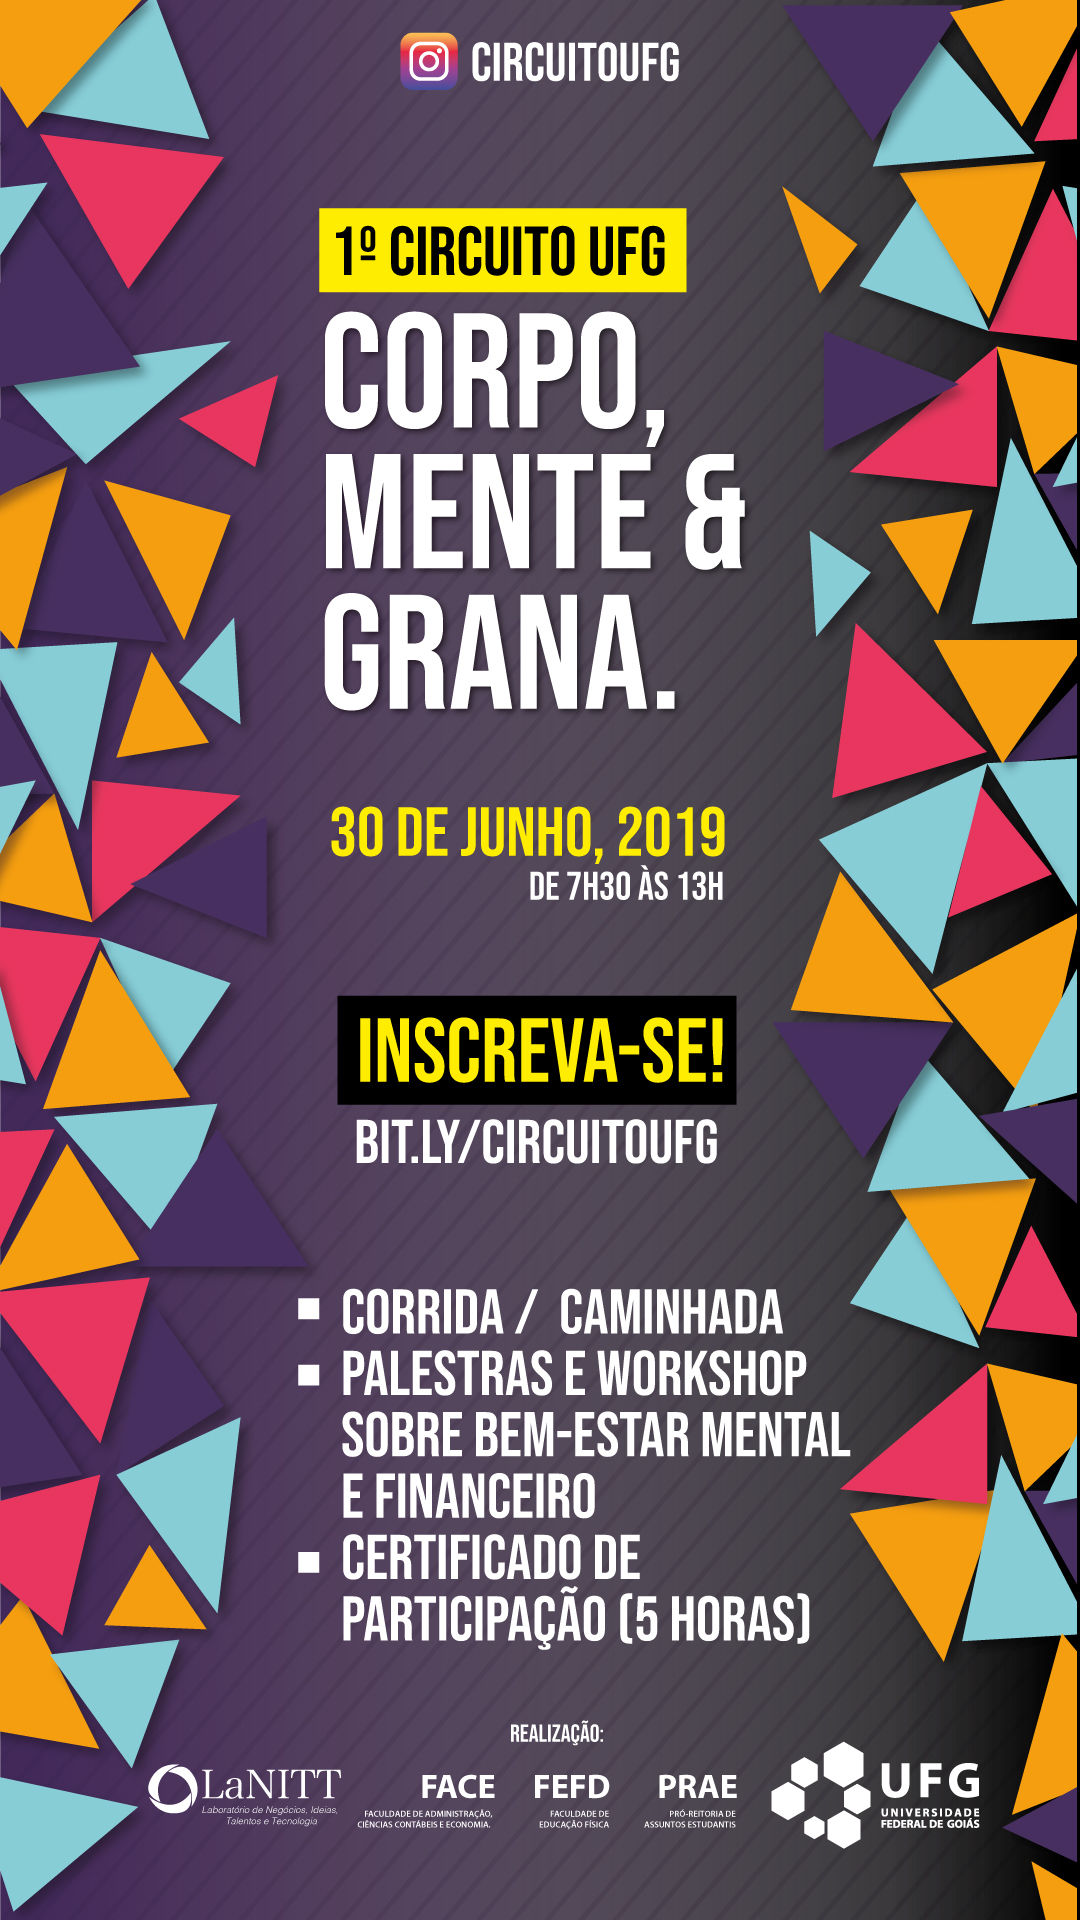 CIRCUITOUFG
1º CIRCUITO UFG
CORPO,
MENTE &
GRANA.
30 DE JUNHO, 2019
DE 7H30 ÀS 13H
INSCREVA-SE!
BIT.LY/CIRCUITOUFG
CORRIDA / CAMINHADA
PALESTRAS E WORKSHOP
SOBRE BEM-ESTAR MENTAL
E FINANCEIRO
CERTIFICADO DE
PARTICIPAÇÃO (5 HORAS)
REALIZAÇÃO:
LaNITT
Laboratório de Negócios, Ideias,
Talentos e Tecnologia
FACE
FACULDADE DE ADMINISTRAÇÃO,
CIÊNCIAS CONTÁBEIS E ECONOMIA.
FEFD
FACULDADE DE
EDUCAÇÃO FÍSICA
PRAE
PRÓ-REITORIA DE
ASSUNTOS ESTUDANTIS
UFG
UNIVERSIDADE
FEDERAL DE GOIÁS